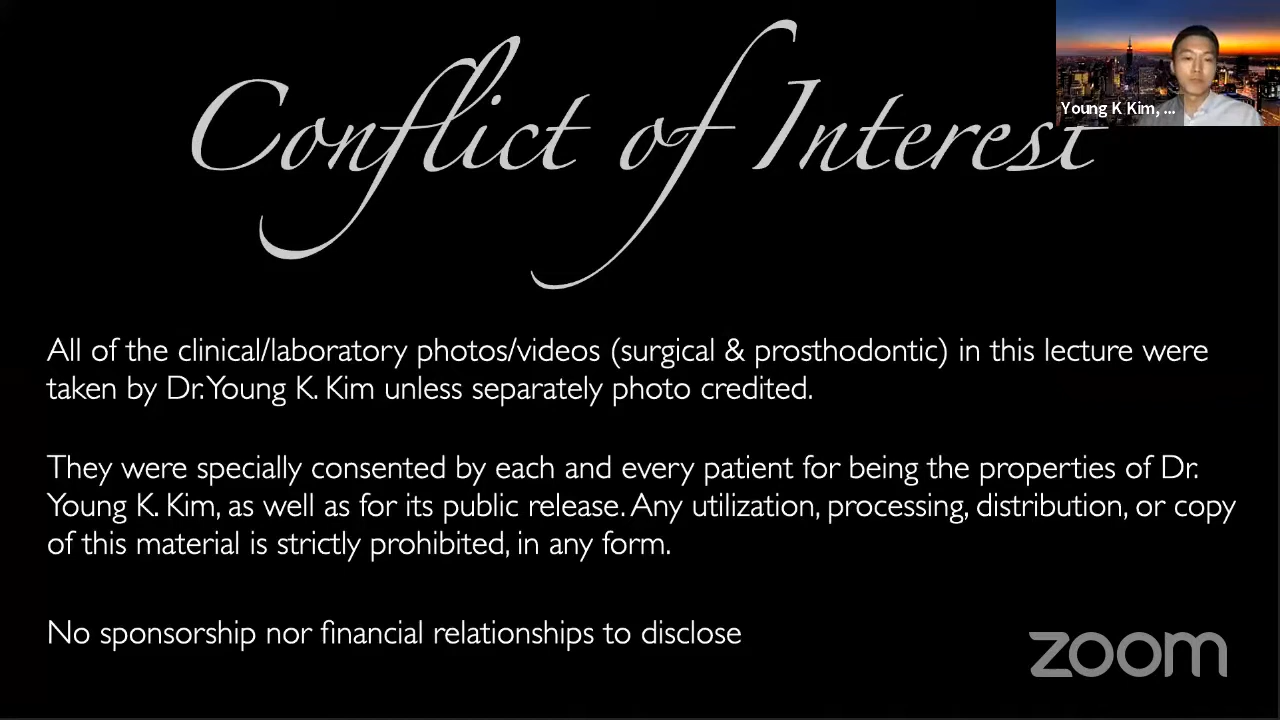 Conflict of Interest
Young K Kim, ...
All of the clinical/laboratory photos/videos (surgical & prosthodontic) in this lecture were
taken by Dr. Young K. Kim unless separately photo credited.
They were specially consented by each and every patient for being the properties of Dr.
Young K. Kim, as well as for its public release. Any utilization, processing, distribution, or copy
of this material is strictly prohibited, in any form.
No sponsorship nor financial relationships to disclose
zoom